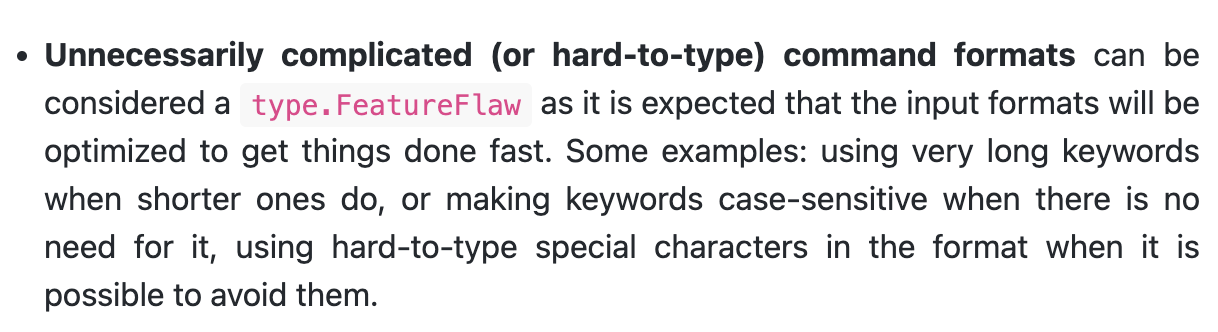 • Unnecessarily complicated (or hard-to-type) command formats can be
considered a type.FeatureFlaw as it is expected that the input formats will be
optimized to get things done fast. Some examples: using very long keywords
when shorter ones do, or making keywords case-sensitive when there is no
need for it, using hard-to-type special characters in the format when it is
possible to avoid them.